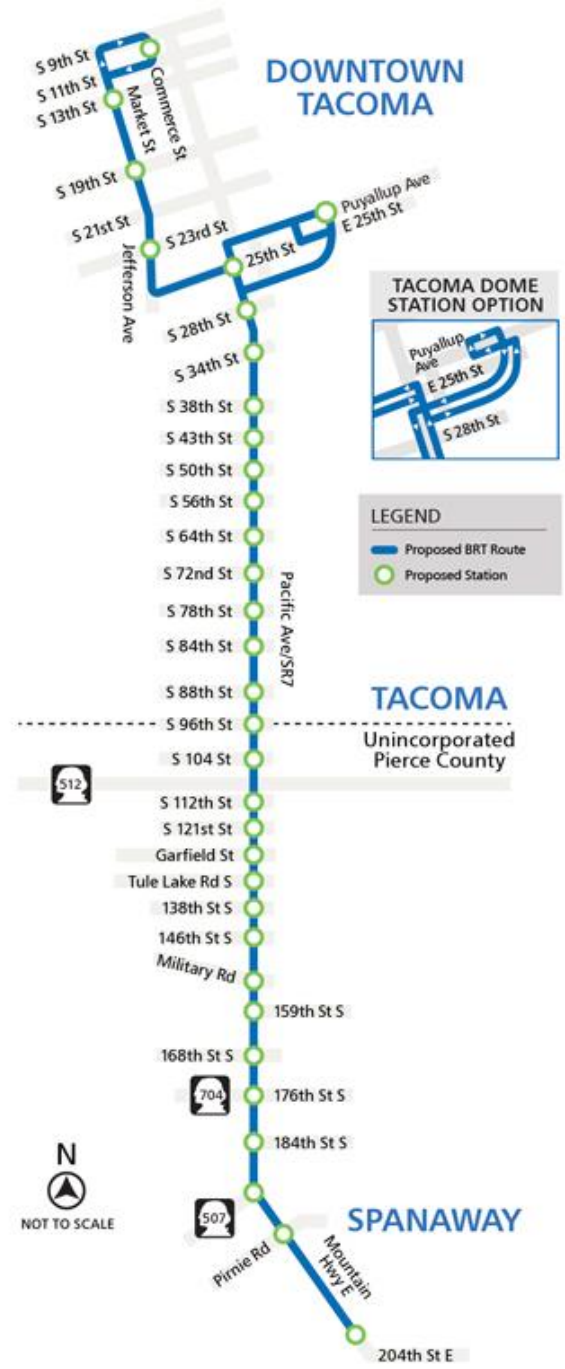 S 9th St
S 11th St
S 13th St
Commerce St
Market St
DOWNTOWN
TACOMA
S 19th St
S 21st St
S 23rd St
Jefferson Ave
25th St
Puyallup Ave
E 25th St
S 28th St
S 34th St
S 38th St
S 43th St
S 50th St
S 56th St
S 64th St
S 72nd St
S 78th St
S 84th St
S 88th St
S 96th St
S 104 St
Pacific Ave/SR7
TACOMA DOME
STATION OPTION
Puyallup
Ave
E 25th St
S 28th St
LEGEND
Proposed BRT Route
Proposed Station
TACOMA
Unincorporated
Pierce County
512
S 112th St
S 121st St
Garfield St
Tule Lake Rd S
138th St S
146th St S
Military Rd
159th St S
168th St S
704
176th St S
184th St S
N
NOT TO SCALE
507
SPANAWAY
Pirnie Rd
Mountain
Hwy E
204th St E